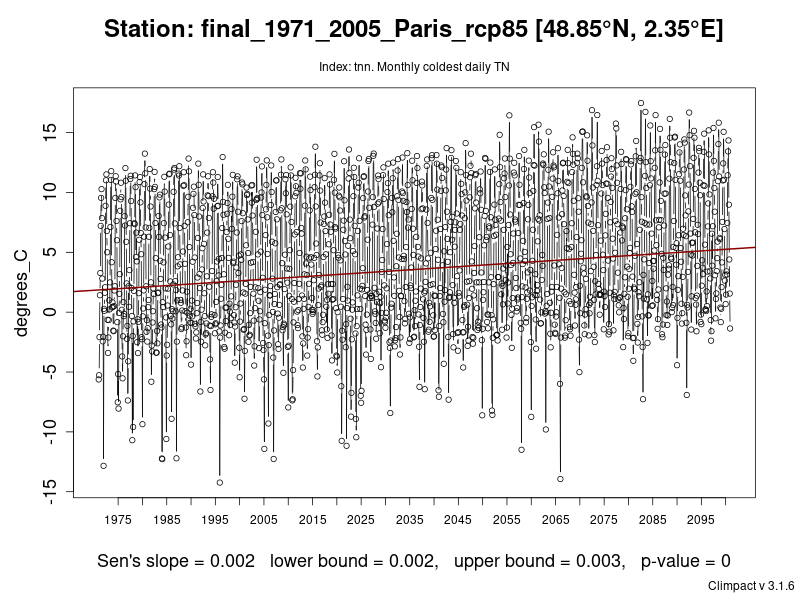 Station: final_1971_2005_Paris_rcp85 [48.85°N, 2.35°E]
Index: tnn. Monthly coldest daily TN
degrees_C
15
10
5
0
-5
-10
-15
1975 1985 1995 2005 2015 2025 2035 2045 2055 2065 2075 2085 2095
Sen's slope = 0.002 lower bound = 0.002, upper bound = 0.003, p-value = 0
Climpact v 3.1.6